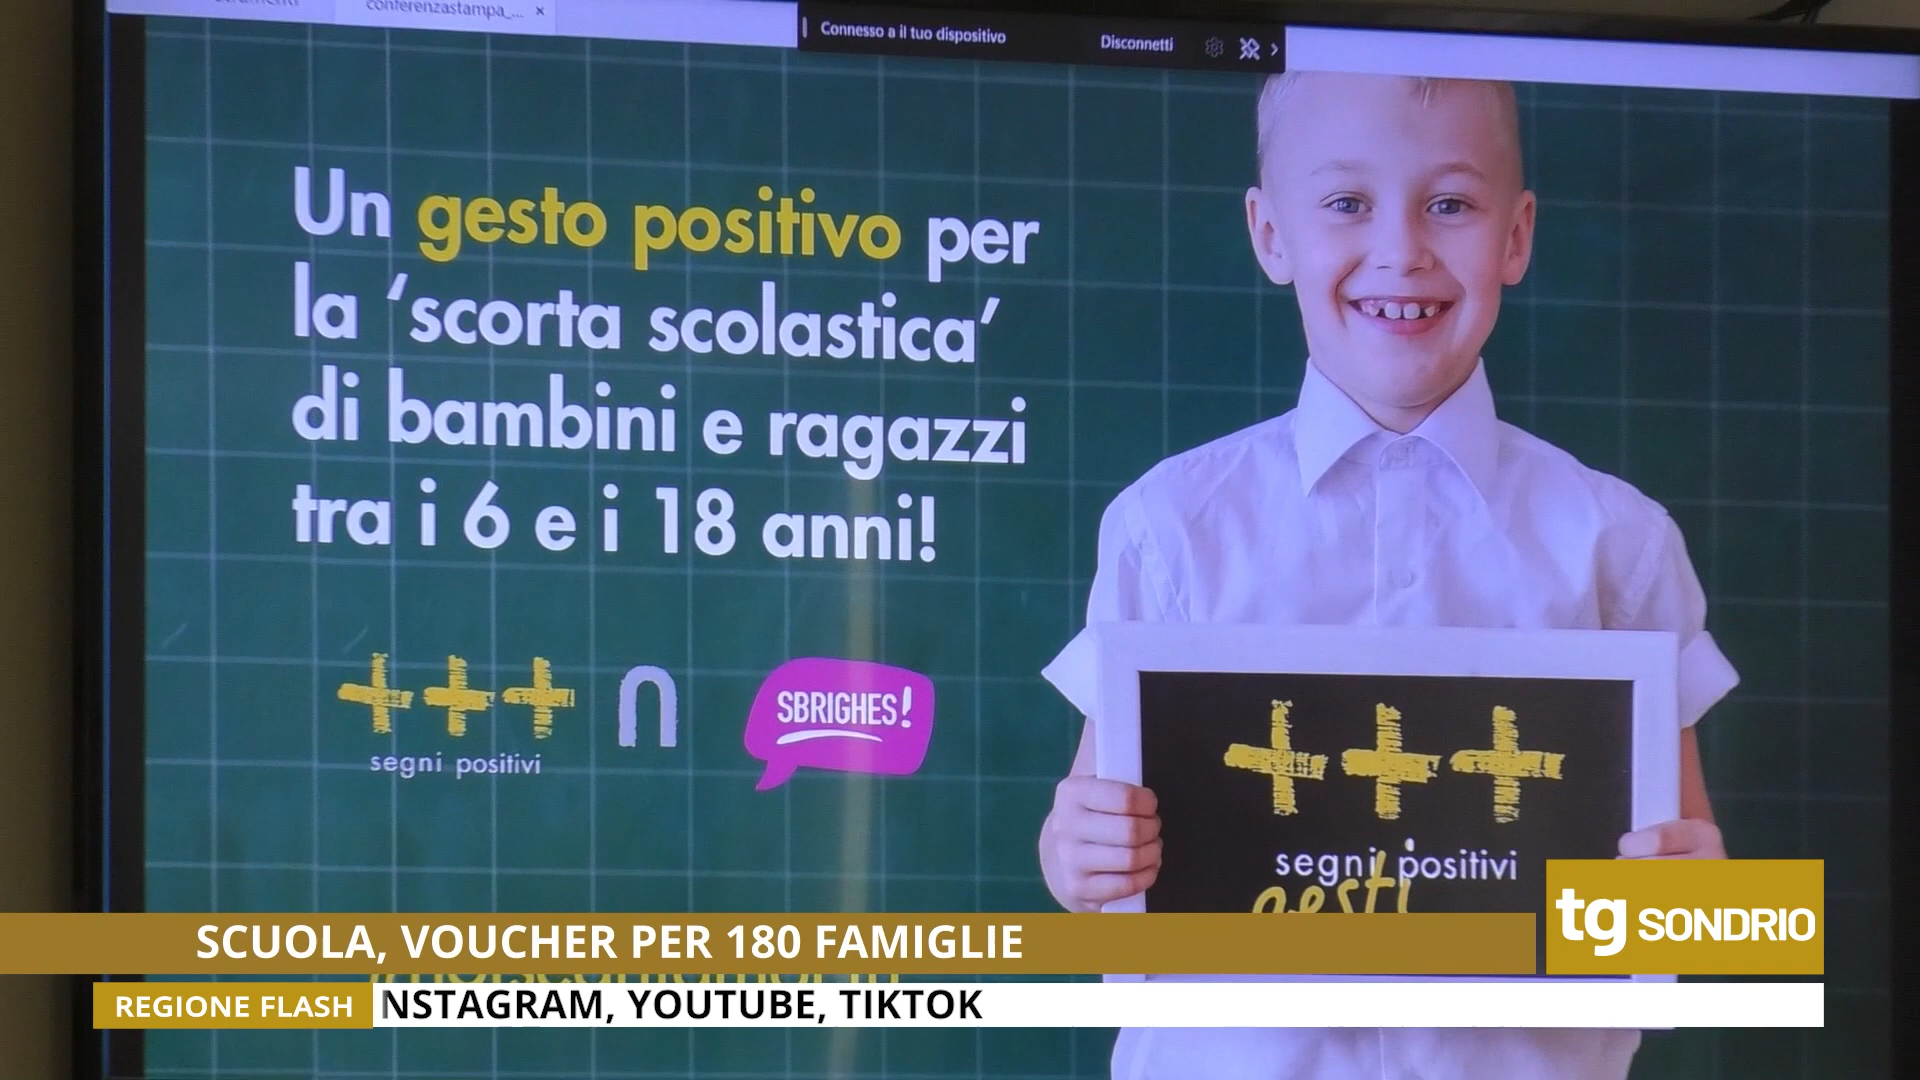 conferenzastampa_... ×
Connesso a il tuo dispositivo
Disconnetti
Un gesto positivo per
la ‘scorta scolastica’
di bambini e ragazzi
tra i 6 e i 18 anni!
segni positivi
SBRIGHES!
segni positivi
gesti
SCUOLA, VOUCHER PER 180 FAMIGLIE
tg SONDRIO
REGIONE FLASH
NSTAGRAM, YOUTUBE, TIKTOK